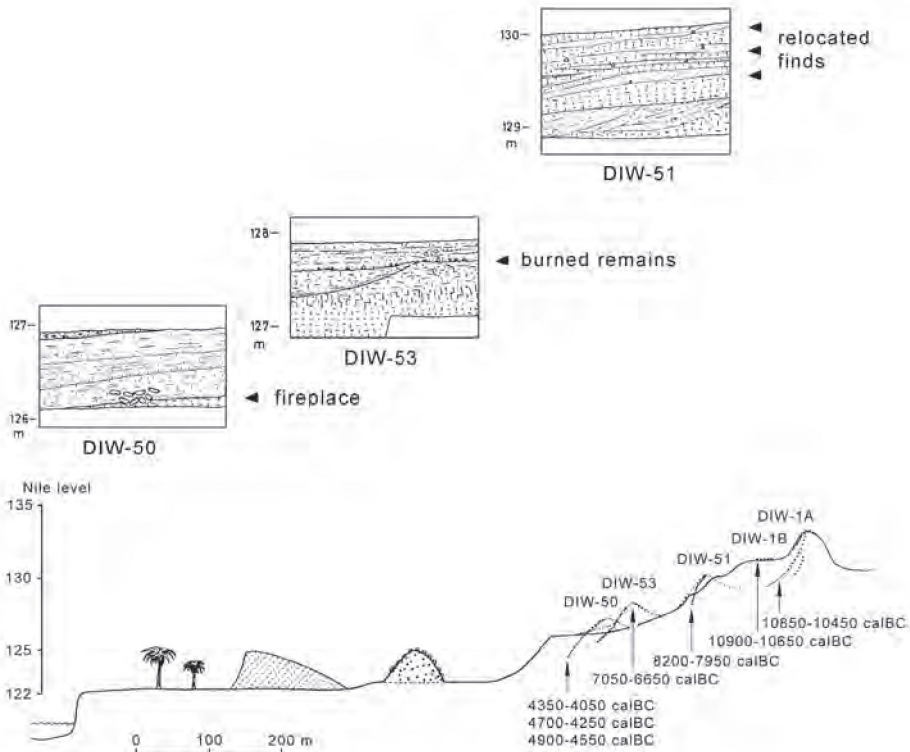 130
129
m
relocated
finds
DIW-51
128
127
m
burned remains
DIW-53
127
126
m
fireplace
DIW-50
Nile level
135
130
125
122
DIW-1A
DIW-1B
DIW-51
DIW-53
DIW-50
10850-10450 calBC
10900-10650 calBC
8200-7950 calBC
7050-6650 calBC
4350-4050 calBC
4700-4250 calBC
4900-4550 calBC
0 100 200 m